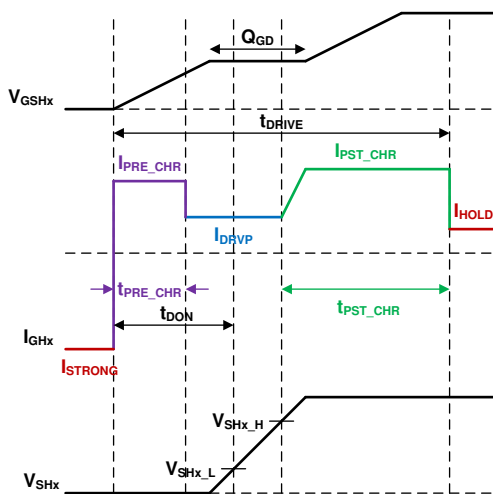 QGD
VGSHx
tDRIVE
IPRE_CHR
IPST_CHR
IHOLD
IDRVP
tPRE_CHR
tDON
tPST_CHR
IGHx
ISTRONG
VSHx_H
VSHx_L
VSHx